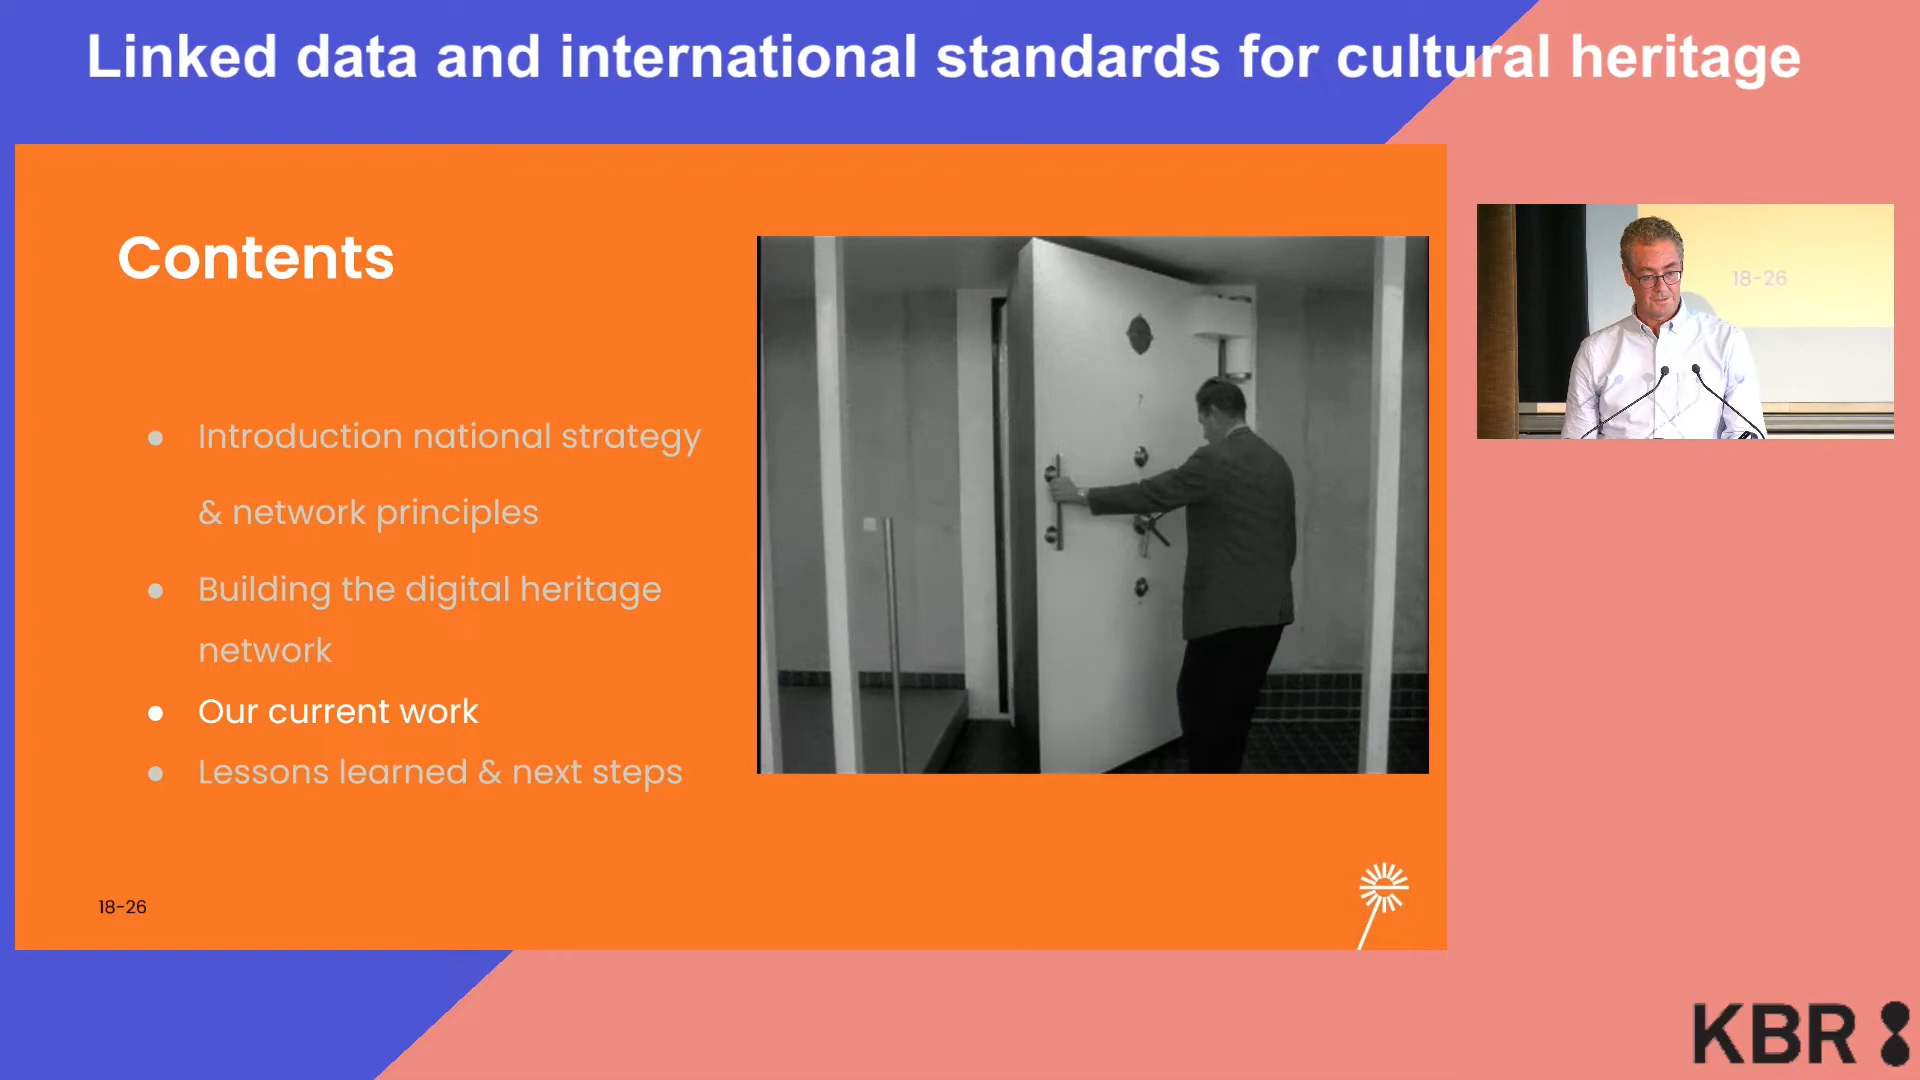 Linked data and international standards for cultural heritage
Contents
● Introduction national strategy
& network principles
● Building the digital heritage
network
● Our current work
● Lessons learned & next steps
18-26
18-26
KBR